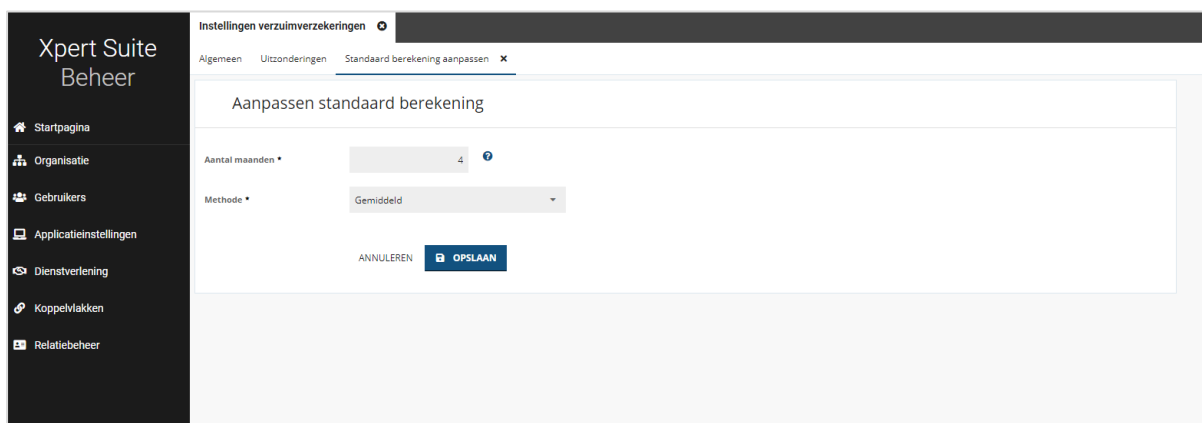 Xpert Suite
Beheer
Startpagina
Organisatie
Gebruikers
Applicatieinstellingen
Dienstverlening
Koppelvlakken
Relatiebeheer
Instellingen verzuimverzekeringen
Algemeen Uitzonderingen Standaard berekening aanpassen
Aanpassen standaard berekening
Aantal maanden * 4
Methode * Gemiddeld
ANNULEREN OPSLAAN